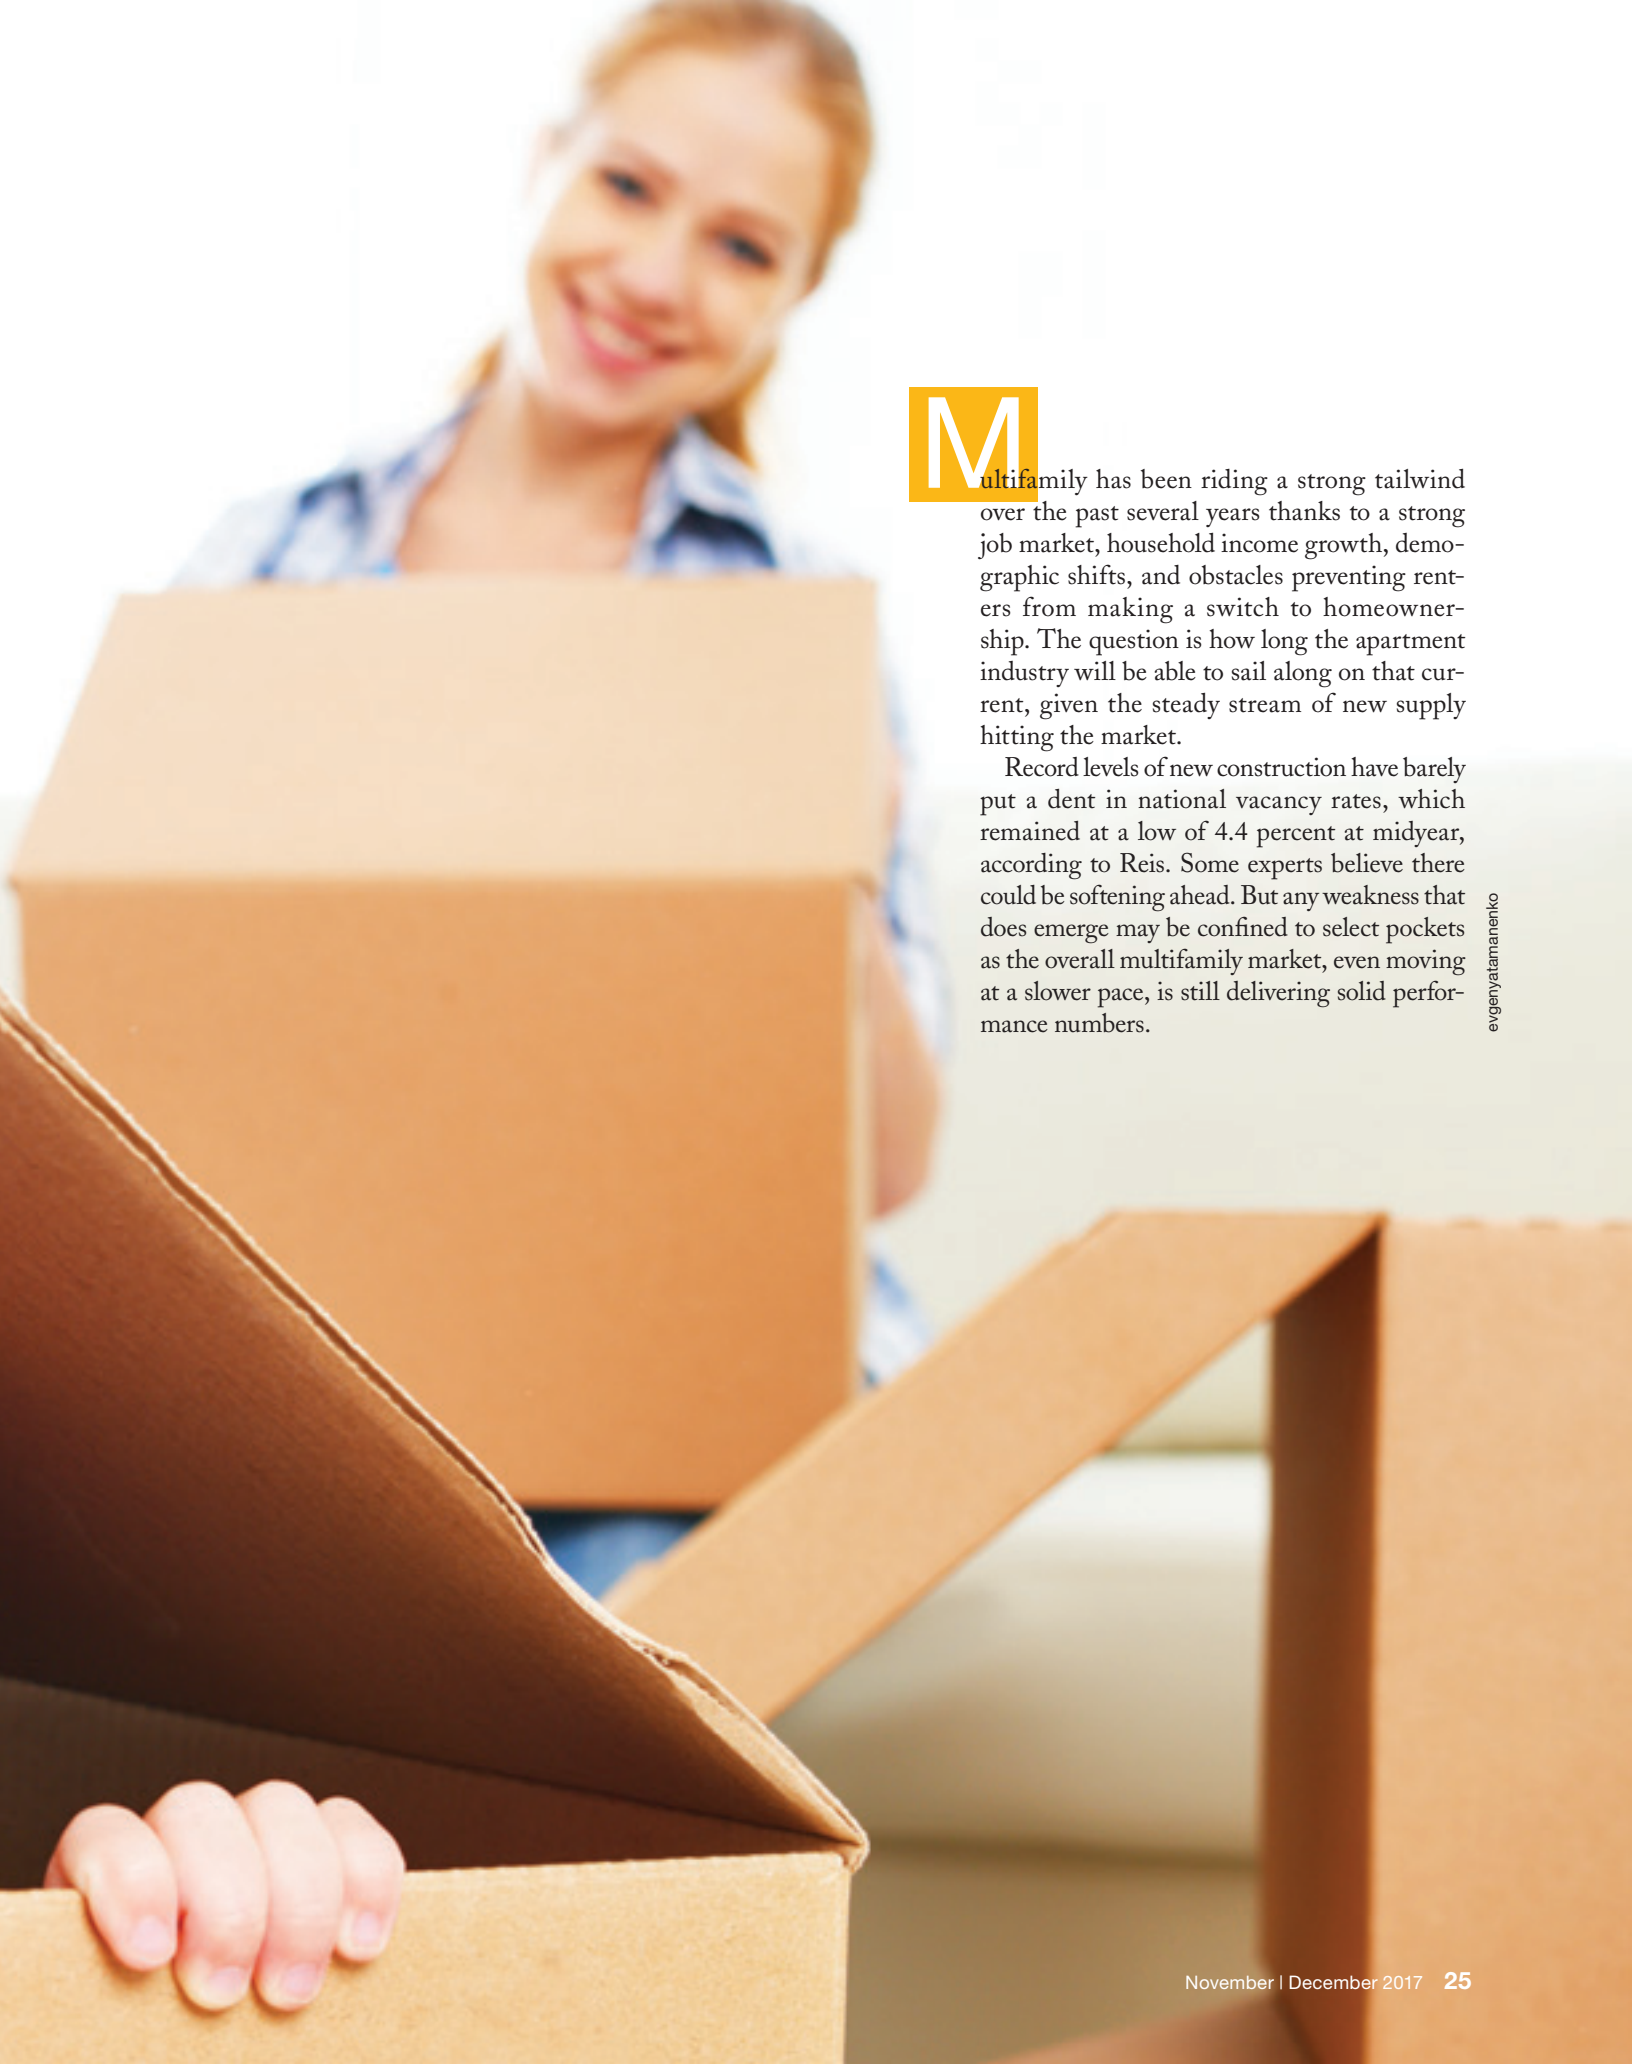 Multifamily has been riding a strong tailwind
over the past several years thanks to a strong
job market, household income growth, demo-
graphic shifts, and obstacles preventing rent-
ers from making a switch to homeowner-
ship. The question is how long the apartment
industry will be able to sail along on that cur-
rent, given the steady stream of new supply
hitting the market.
Record levels of new construction have barely
put a dent in national vacancy rates, which
remained at a low of 4.4 percent at midyear,
according to Reis. Some experts believe there
could be softening ahead. But any weakness that
does emerge may be confined to select pockets
as the overall multifamily market, even moving
at a slower pace, is still delivering solid perfor-
mance numbers.
evgenyatamanenko
November | December 2017 25